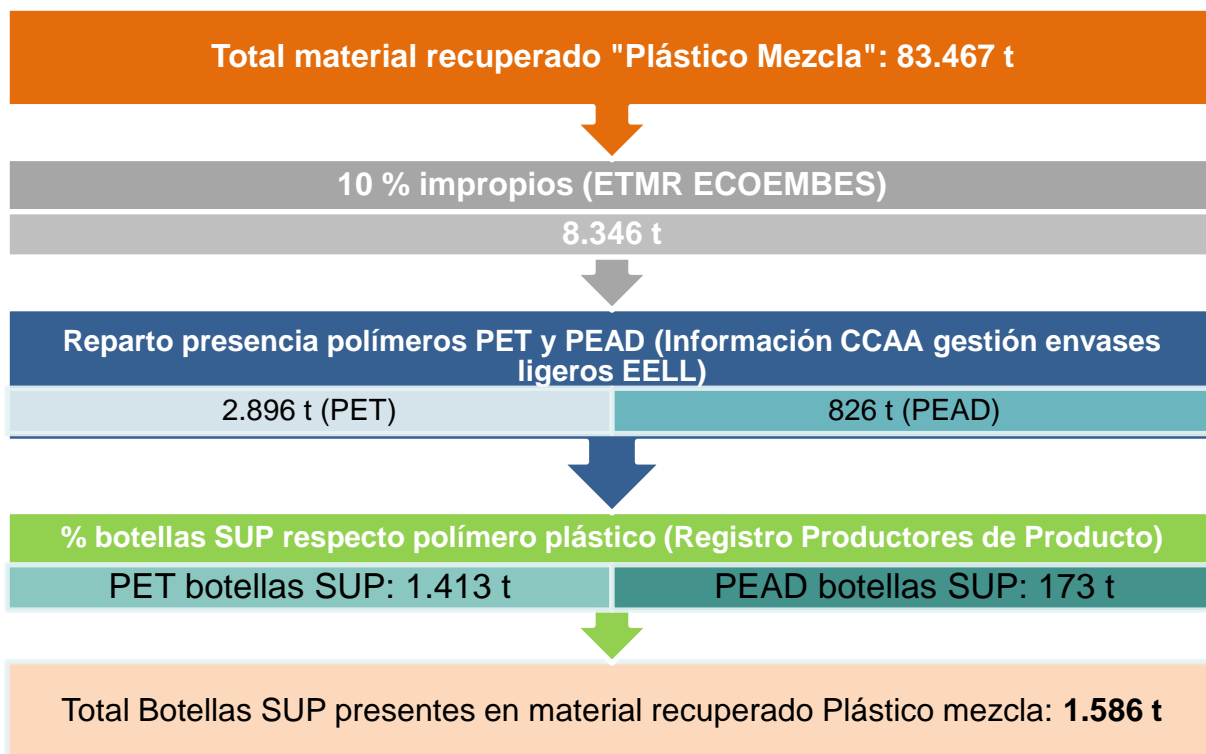 Total material recuperado "Plástico Mezcla": 83.467 t
10 % impropios (ETMR ECOEMBES)
8.346 t
Reparto presencia polímeros PET y PEAD (Información CCAA gestión envases
ligeros EELL)
2.896 t (PET)
826 t (PEAD)
% botellas SUP respecto polímero plástico (Registro Productores de Producto)
PET botellas SUP: 1.413 t
PEAD botellas SUP: 173 t
Total Botellas SUP presentes en material recuperado Plástico mezcla: 1.586 t